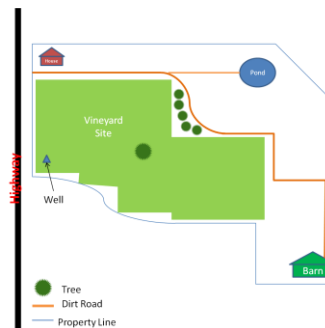 House
Pond
Vineyard
Site
Highway
Well
Barn
Tree
Dirt Road
Property Line